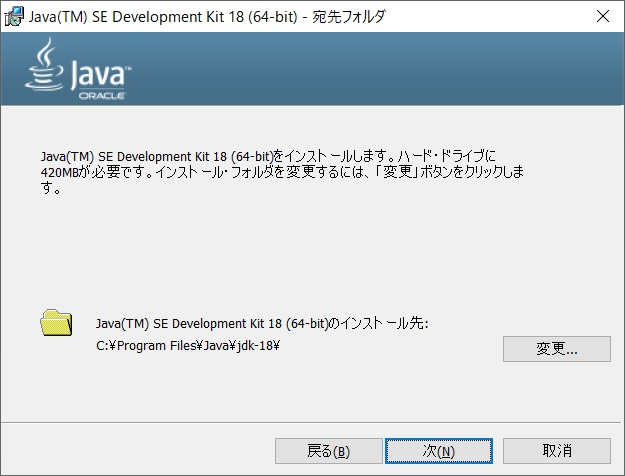 Java(TM) SE Development Kit 18 (64-bit) - 宛先フォルダ
Java™
ORACLE
Java(TM) SE Development Kit 18 (64-bit)をインストールします。ハード・ドライブに
420MBが必要です。インストール・フォルダを変更するには、「変更」ボタンをクリックしま
す。
Java(TM) SE Development Kit 18 (64-bit)のインストール先:
C:¥Program Files¥Java¥jdk-18¥
変更...
戻る(B)
次(N)
取消